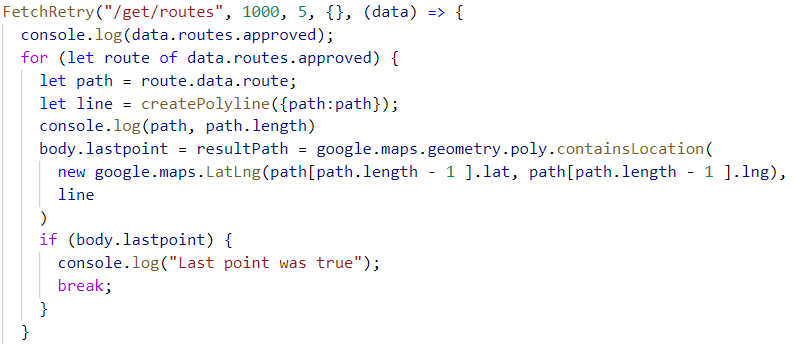 FetchRetry("/get/routes", 1000, 5, {}, (data) => {
  console.log(data.routes.approved);
  for (let route of data.routes.approved) {
    let path = route.data.route;
    let line = createPolyline({path:path});
    console.log(path, path.length)
    body.lastpoint = resultPath = google.maps.geometry.poly.containsLocation(
      new google.maps.LatLng(path[path.length - 1 ].lat, path[path.length - 1 ].lng),
      line
    )
    if (body.lastpoint) {
      console.log("Last point was true");
      break;
    }
  }